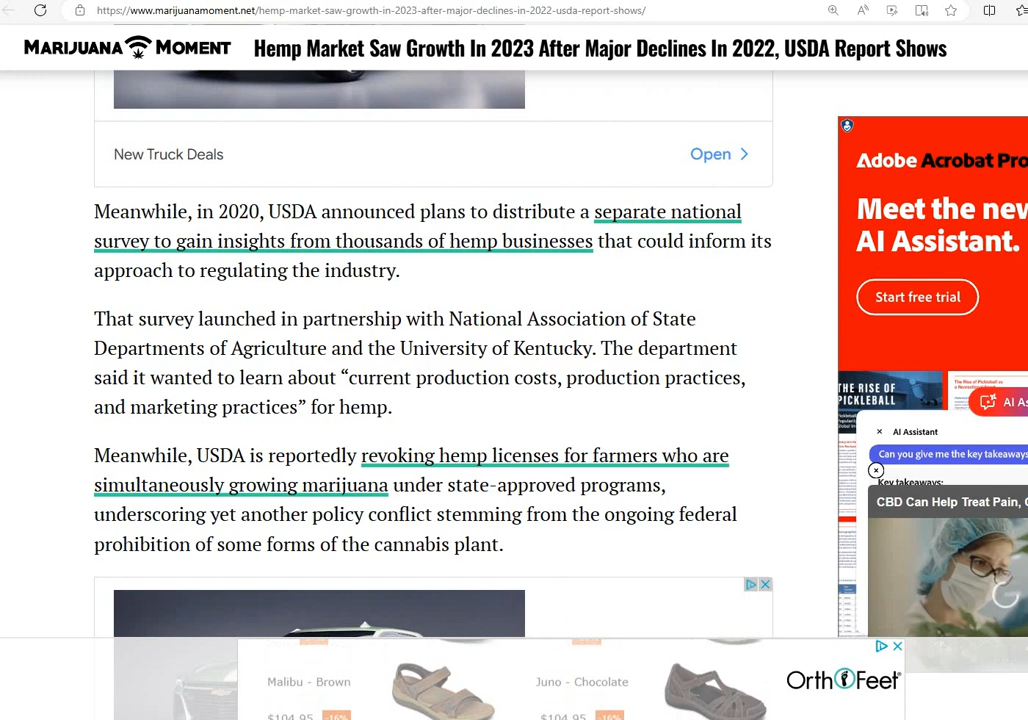 https://www.marijuanamoment.net/hemp-market-saw-growth-in-2023-after-major-declines-in-2022-usda-report-shows/
MARIJUANA MOMENT
Hemp Market Saw Growth In 2023 After Major Declines In 2022, USDA Report Shows
New Truck Deals
Open
Meanwhile, in 2020, USDA announced plans to distribute a separate national
survey to gain insights from thousands of hemp businesses that could inform its
approach to regulating the industry.
That survey launched in partnership with National Association of State
Departments of Agriculture and the University of Kentucky. The department
said it wanted to learn about “current production costs, production practices,
and marketing practices” for hemp.
Meanwhile, USDA is reportedly revoking hemp licenses for farmers who are
simultaneously growing marijuana under state-approved programs,
underscoring yet another policy conflict stemming from the ongoing federal
prohibition of some forms of the cannabis plant.
Adobe Acrobat Pro
Meet the new
AI Assistant.
Start free trial
THE RISE OF
PICKLEBALL
The Rise of Pickleball as
AI As
AI Assistant
Can you give me the key takeaways
Key takeaways:
CBD Can Help Treat Pain,
Malibu - Brown
$104.95 -16%
Juno - Chocolate
$104.95 -16%
OrthoFeet